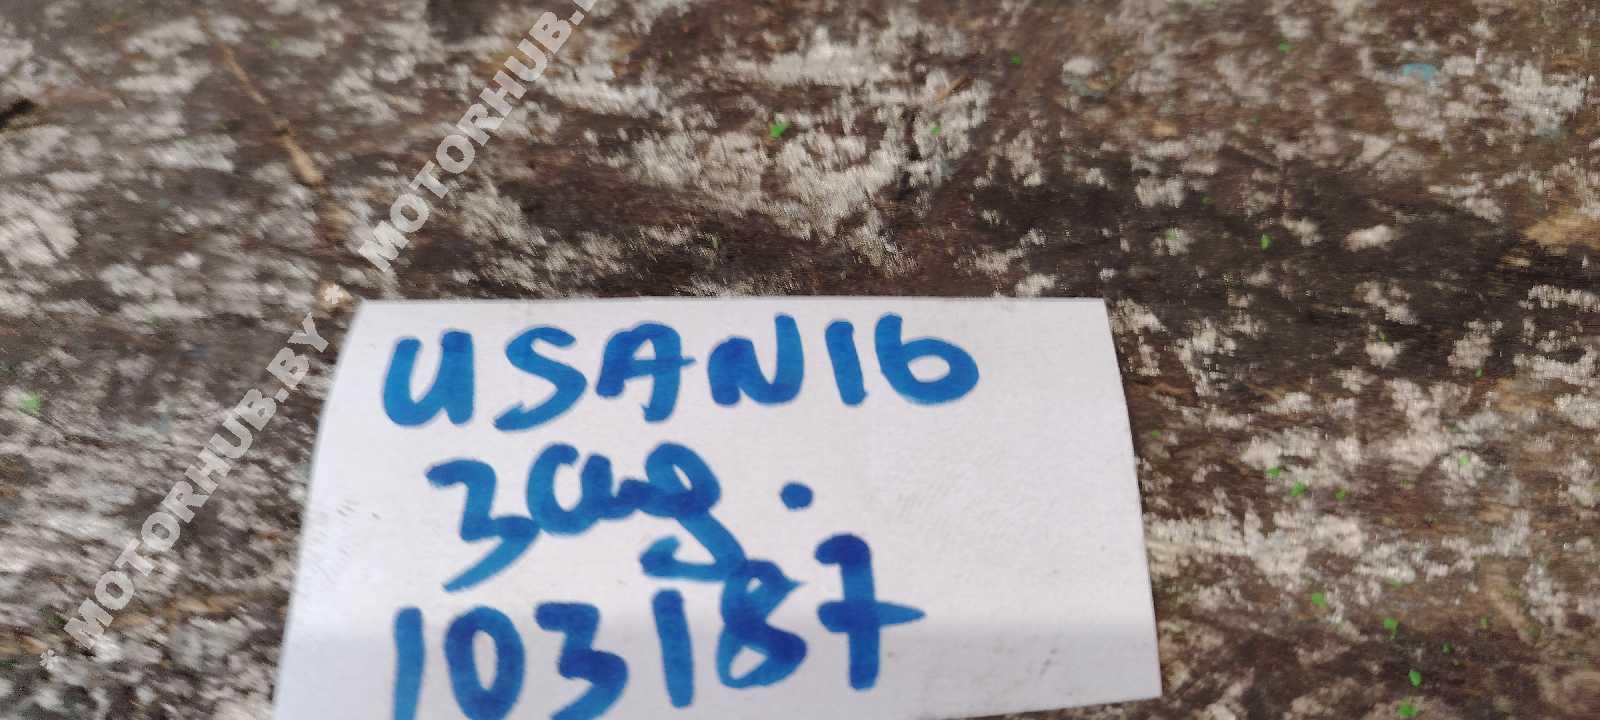 MOTORHUB.BY * MOTORHUB.BY *
USAN16
зад.
103187